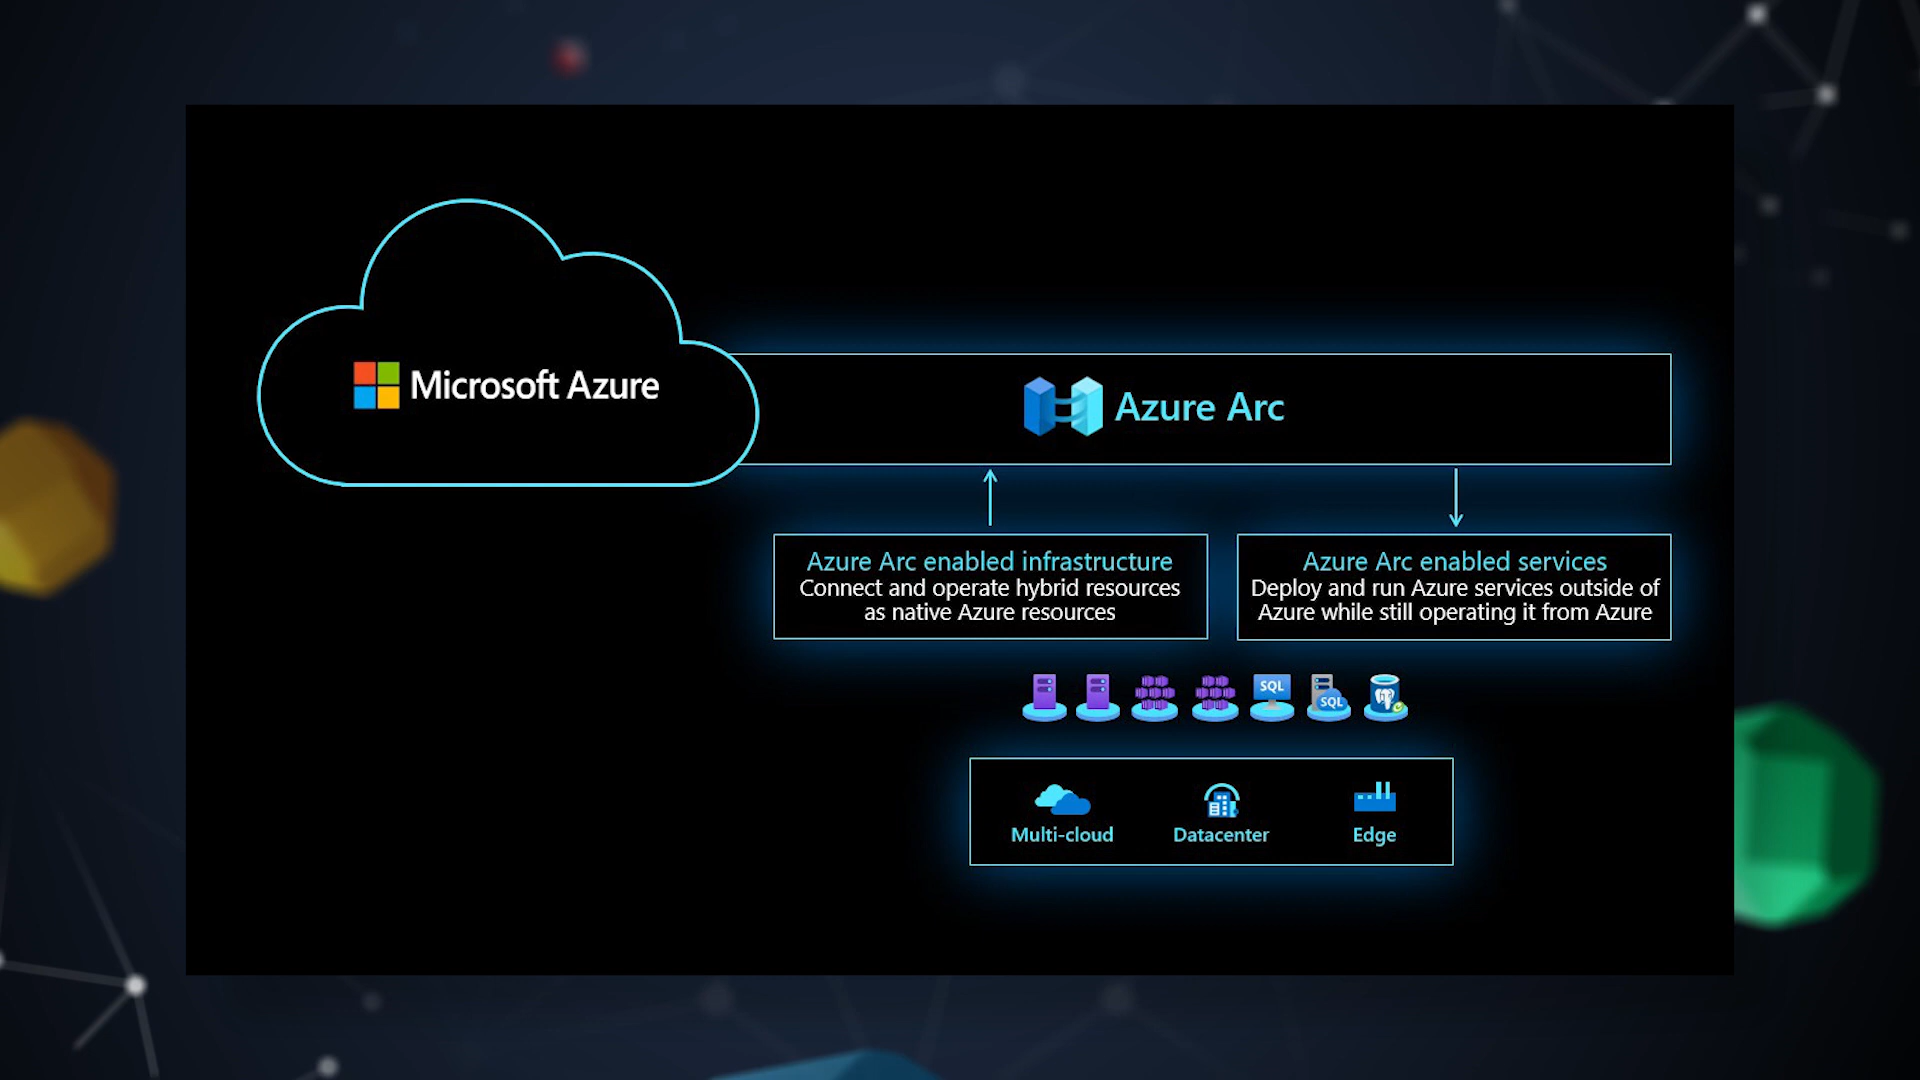 Microsoft Azure
Azure Arc
Azure Arc enabled infrastructure
Connect and operate hybrid resources
as native Azure resources
Azure Arc enabled services
Deploy and run Azure services outside of
Azure while still operating it from Azure
SQL
SQL
Multi-cloud
Datacenter
Edge